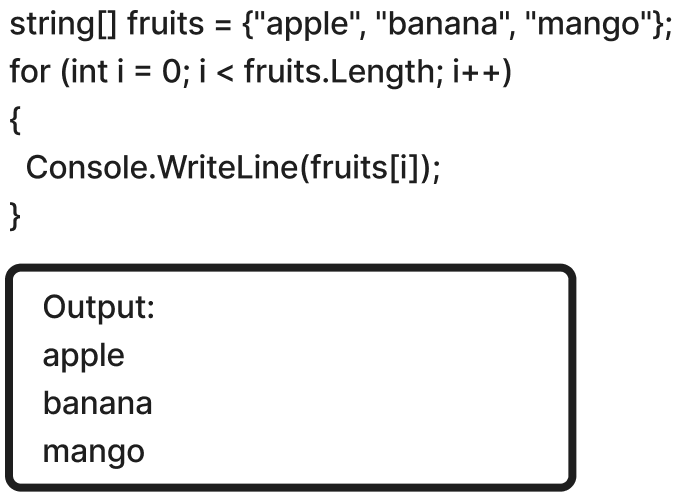 string[] fruits = {"apple", "banana", "mango"};
for (int i = 0; i < fruits.Length; i++)
{
  Console.WriteLine(fruits[i]);
}
Output:
apple
banana
mango